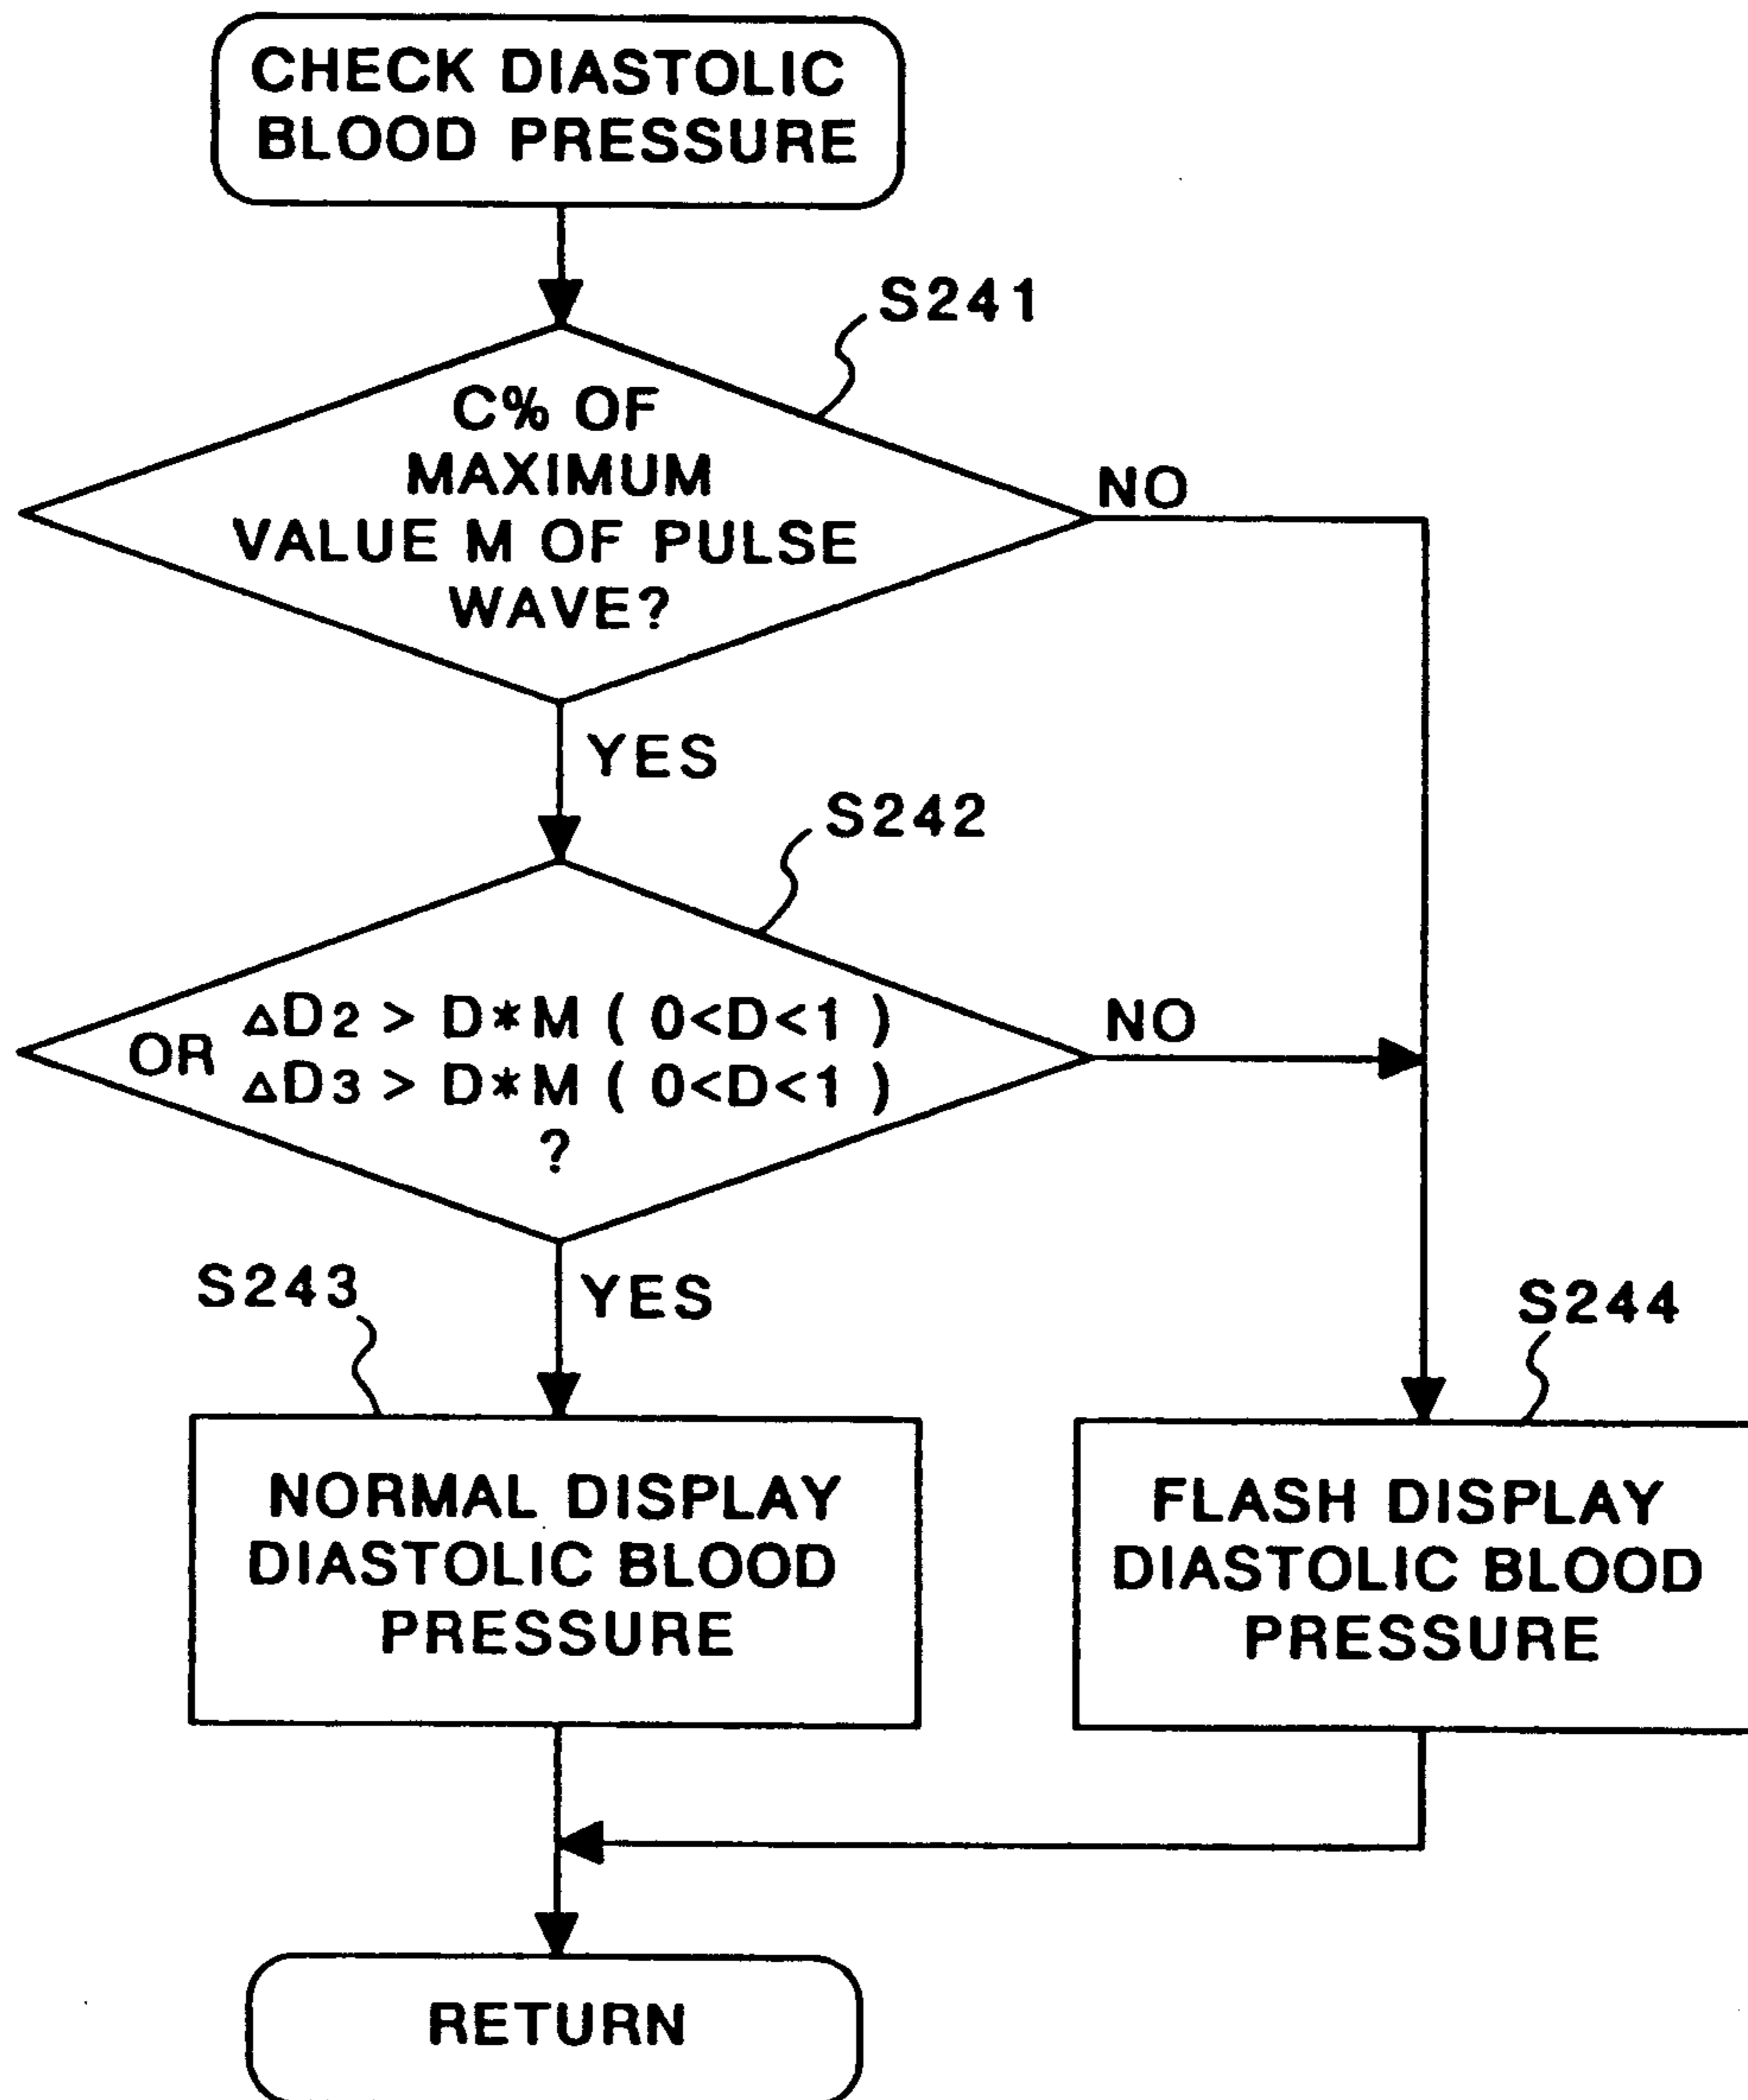 CHECK DIASTOLIC
BLOOD PRESSURE
S241
C% OF
MAXIMUM
VALUE M OF PULSE
WAVE?
NO
YES
S242
OR
ΔD2 > D*M ( 0<D<1 )
ΔD3 > D*M ( 0<D<1 )
?
NO
YES
S243
S244
NORMAL DISPLAY
DIASTOLIC BLOOD
PRESSURE
FLASH DISPLAY
DIASTOLIC BLOOD
PRESSURE
RETURN